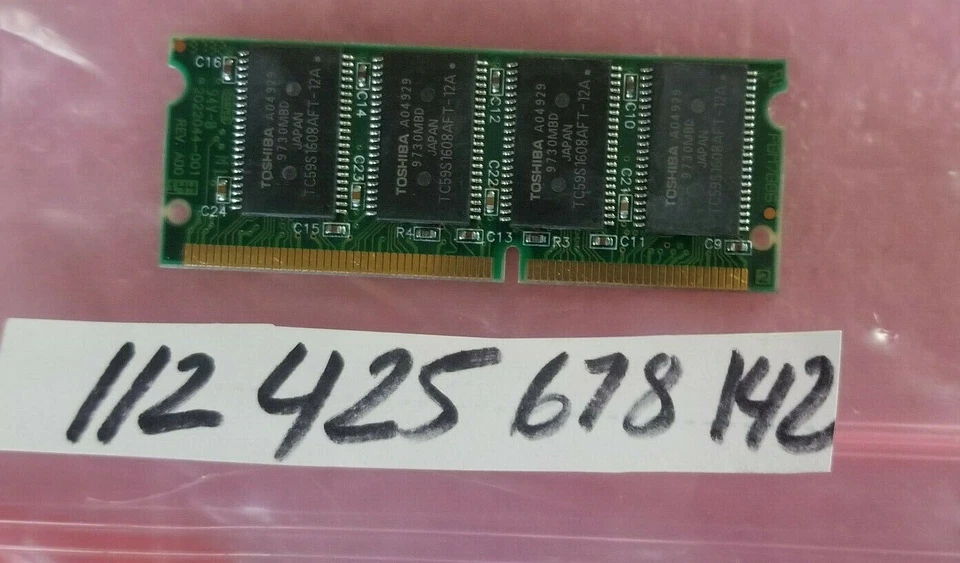 C16
C14
C12
C10
TOSHIBA A04929
9730MBD
JAPAN
TC59S1608AFT-12A
TOSHIBA A04929
9730MBD
JAPAN
TC59S1608AFT-12A
TOSHIBA A04929
9730MBD
JAPAN
TC59S1608AFT-12A
TOSHIBA A04929
9730MBD
JAPAN
TC59S1608AFT-12A
REV. A00
C23
C22
C21
C24
C15
R4
C13
R3
C11
C9
112 425 678 142